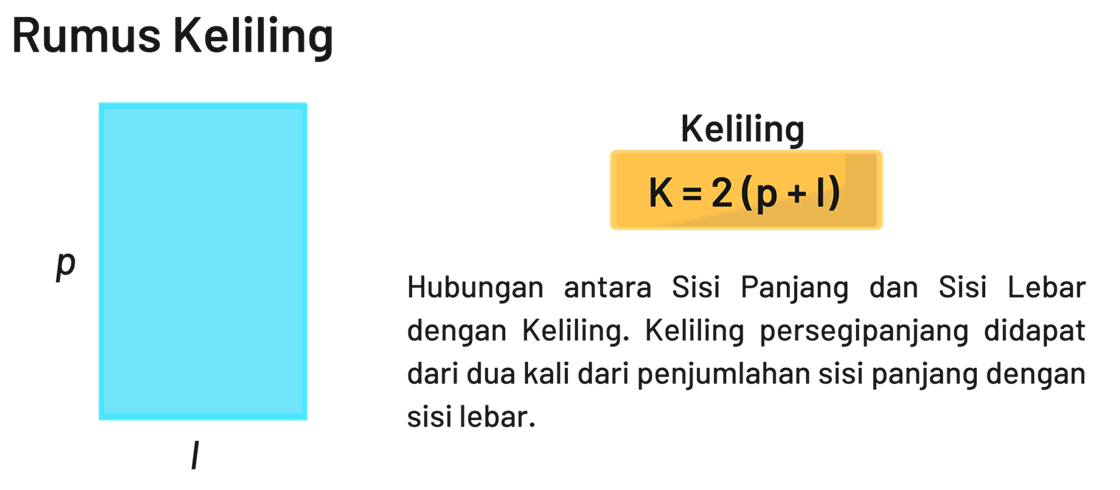 Rumus Keliling
Keliling
K = 2 (p + l)
p
Hubungan antara Sisi Panjang dan Sisi Lebar
dengan Keliling. Keliling persegipanjang didapat
dari dua kali dari penjumlahan sisi panjang dengan
sisi lebar.
l